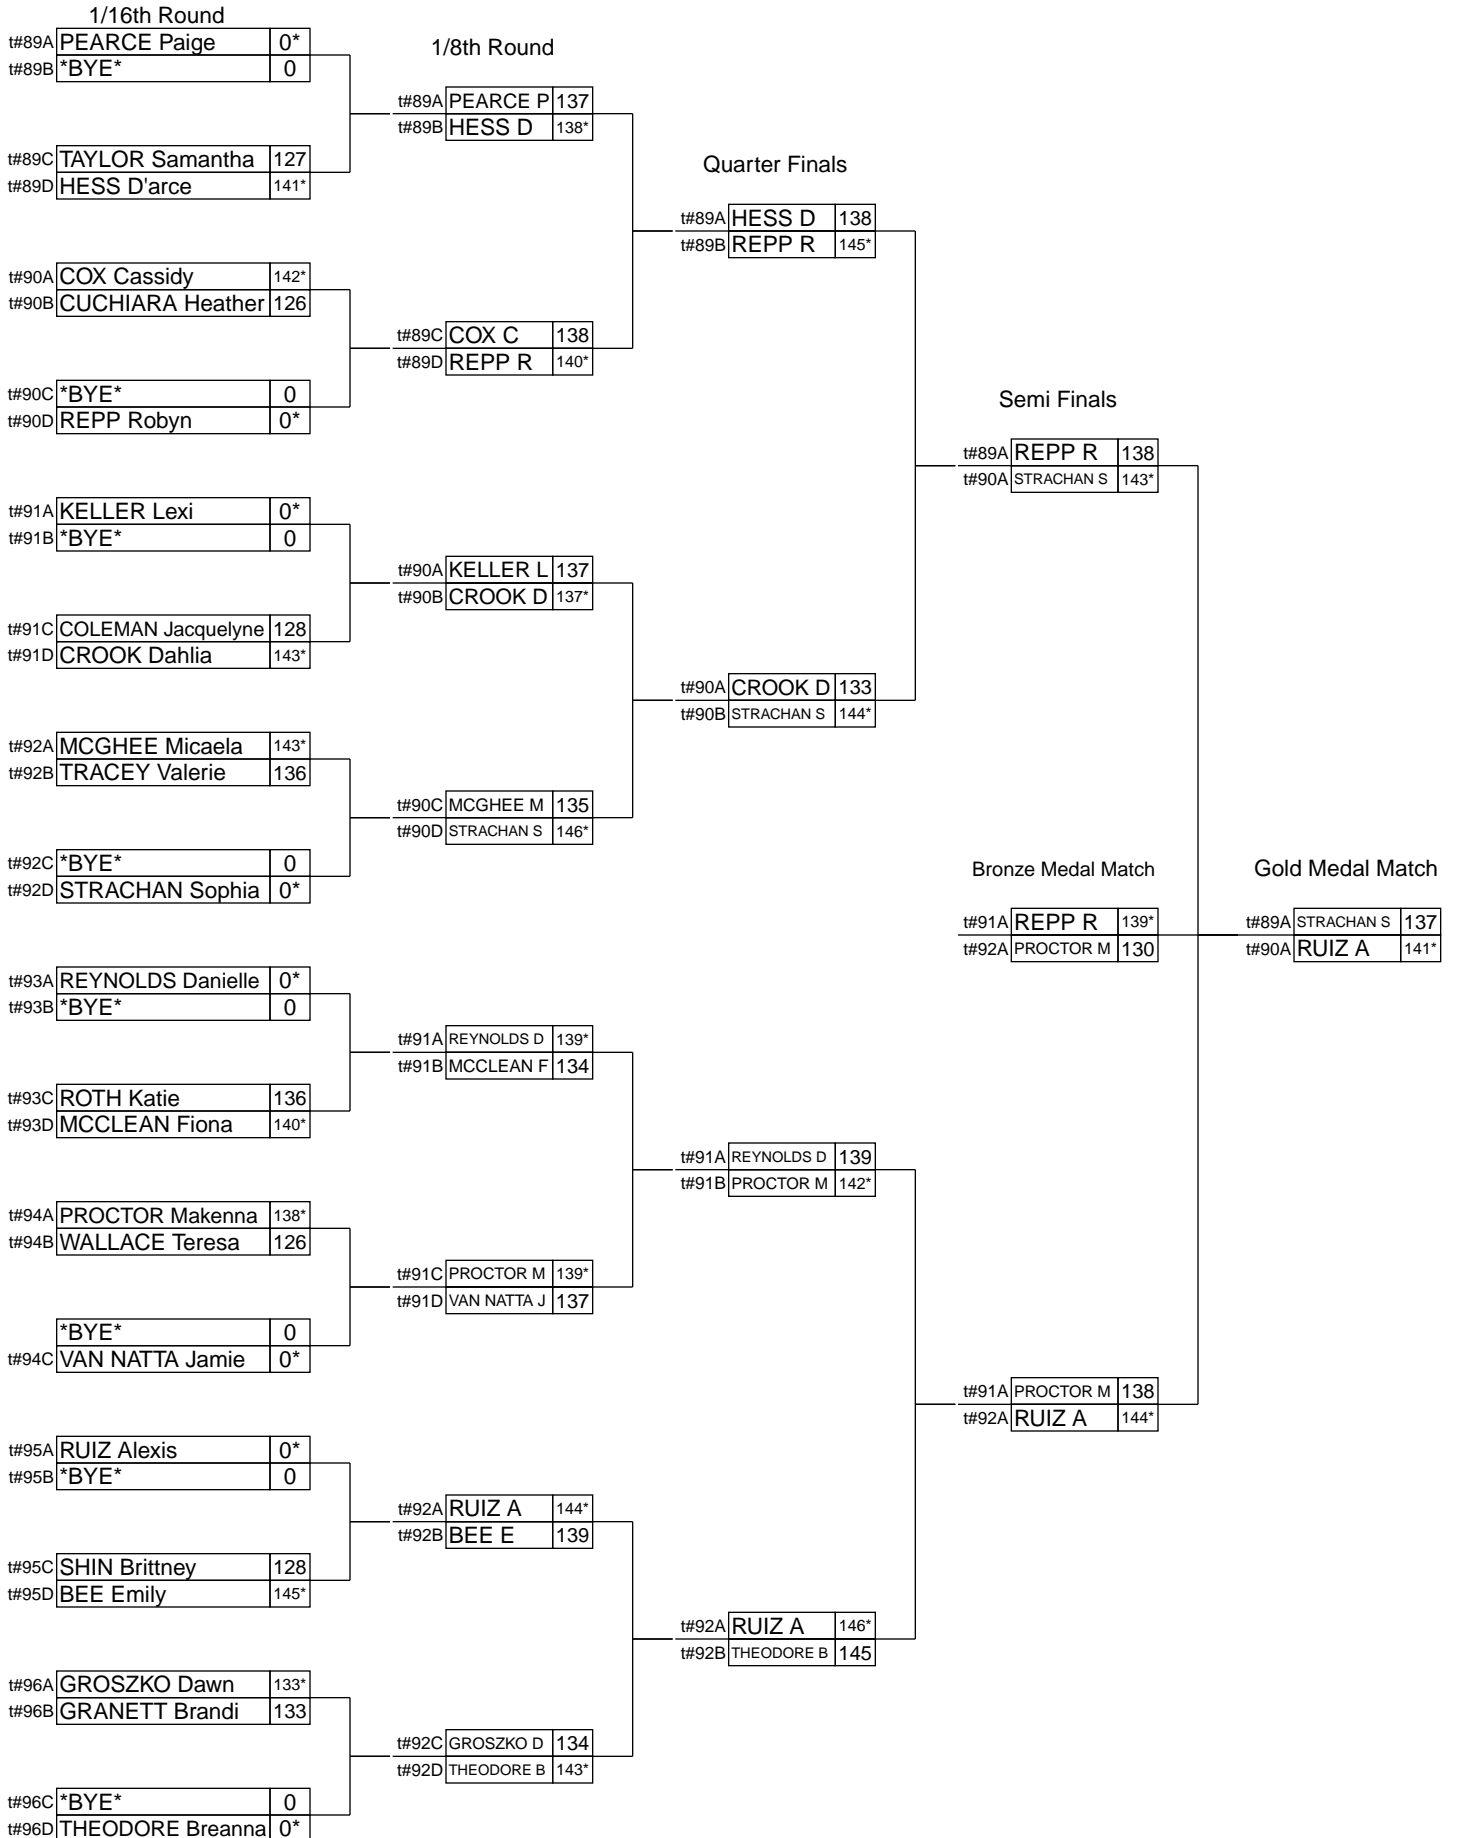 1/16th Round
t#89A PEARCE Paige 0*
t#89B *BYE* 0
t#89C TAYLOR Samantha 127
t#89D HESS D'arce 141*
t#90A COX Cassidy 142*
t#90B CUCHIARA Heather 126
t#90C *BYE* 0
t#90D REPP Robyn 0*
t#91A KELLER Lexi 0*
t#91B *BYE* 0
t#91C COLEMAN Jacquelyne 128
t#91D CROOK Dahlia 143*
t#92A MCGHEE Micaela 143*
t#92B TRACEY Valerie 136
t#92C *BYE* 0
t#92D STRACHAN Sophia 0*
t#93A REYNOLDS Danielle 0*
t#93B *BYE* 0
t#93C ROTH Katie 136
t#93D MCCLEAN Fiona 140*
t#94A PROCTOR Makenna 138*
t#94B WALLACE Teresa 126
*BYE* 0
t#94C VAN NATTA Jamie 0*
t#95A RUIZ Alexis 0*
t#95B *BYE* 0
t#95C SHIN Brittney 128
t#95D BEE Emily 145*
t#96A GROSZKO Dawn 133*
t#96B GRANETT Brandi 133
t#96C *BYE* 0
t#96D THEODORE Breanna 0*
1/8th Round
t#89A PEARCE P 137
t#89B HESS D 138*
t#89C COX C 138
t#89D REPP R 140*
t#90A KELLER L 137
t#90B CROOK D 137*
t#90C MCGHEE M 135
t#90D STRACHAN S 146*
t#91A REYNOLDS D 139*
t#91B MCCLEAN F 134
t#91C PROCTOR M 139*
t#91D VAN NATTA J 137
t#92A RUIZ A 144*
t#92B BEE E 139
t#92C GROSZKO D 134
t#92D THEODORE B 143*
Quarter Finals
t#89A HESS D 138
t#89B REPP R 145*
t#90A CROOK D 133
t#90B STRACHAN S 144*
t#91A REYNOLDS D 139
t#91B PROCTOR M 142*
t#92A RUIZ A 146*
t#92B THEODORE B 145
Semi Finals
t#89A REPP R 138
t#90A STRACHAN S 143*
t#91A PROCTOR M 138
t#92A RUIZ A 144*
Bronze Medal Match
t#91A REPP R 139*
t#92A PROCTOR M 130
Gold Medal Match
t#89A STRACHAN S 137
t#90A RUIZ A 141*